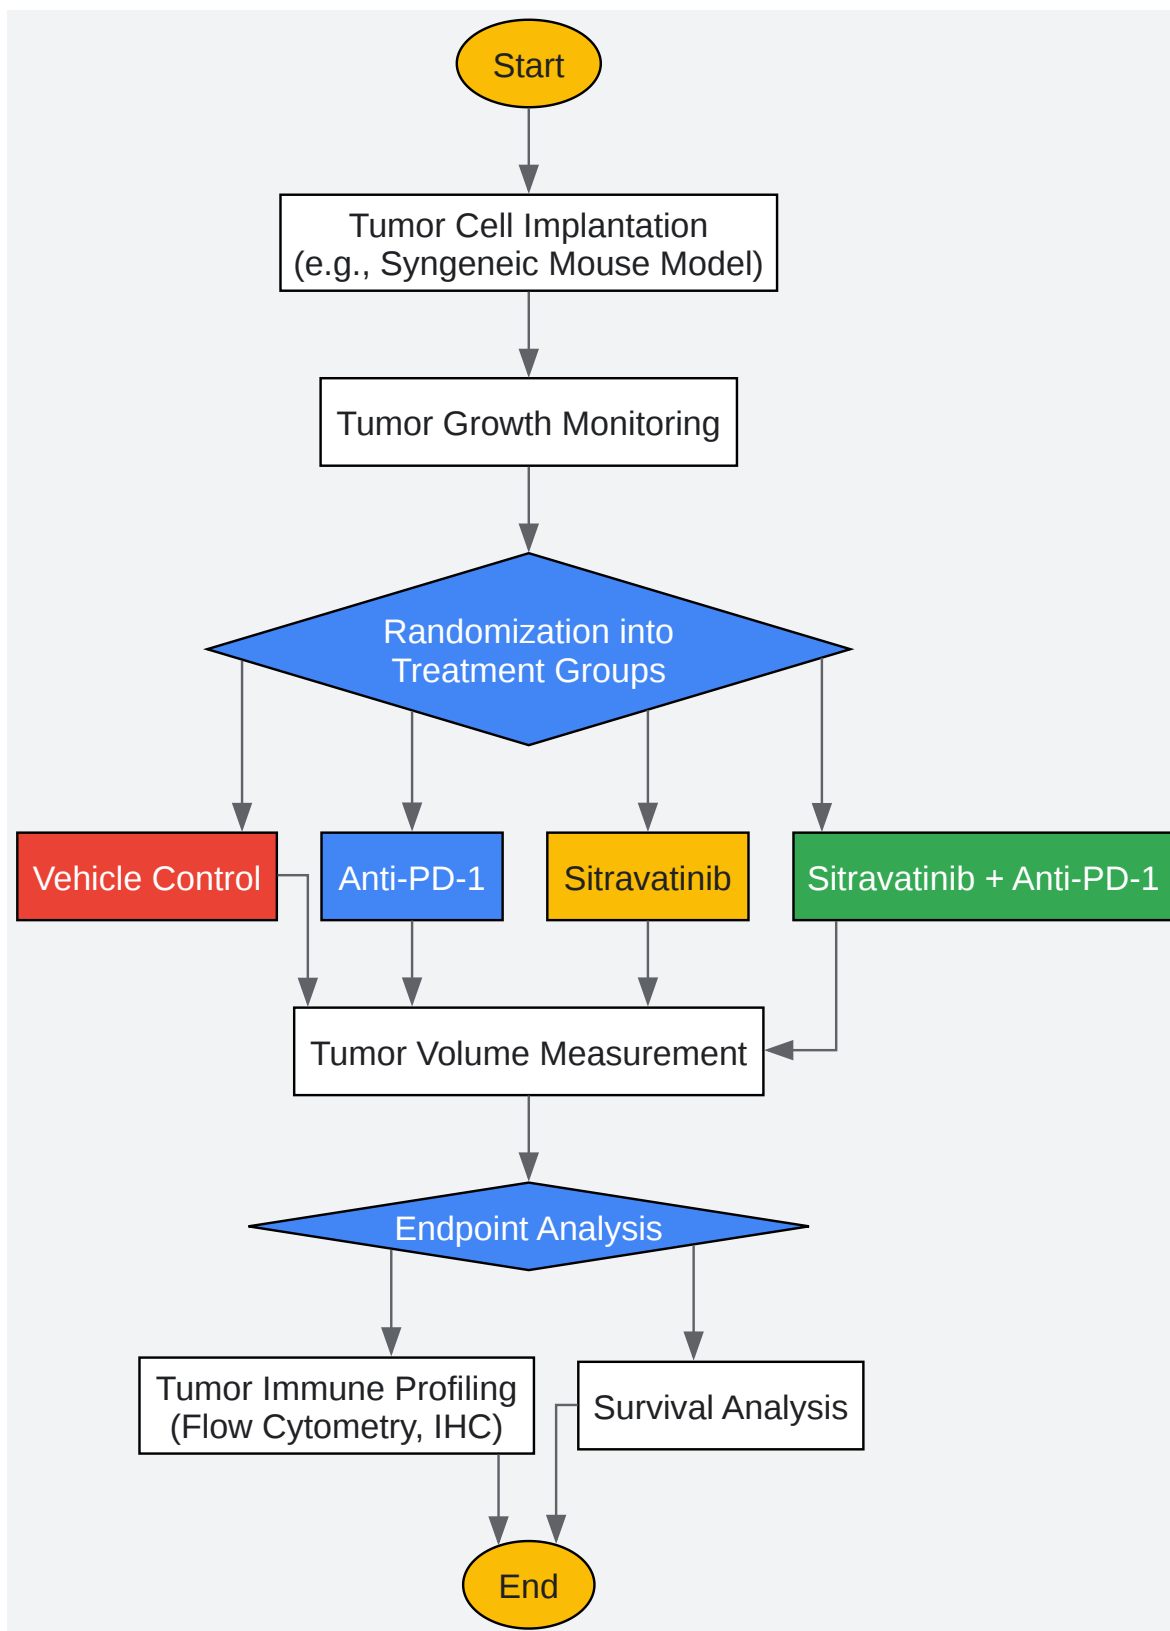 Start
Tumor Cell Implantation
(e.g., Syngeneic Mouse Model)
Tumor Growth Monitoring
Randomization into
Treatment Groups
Vehicle Control
Anti-PD-1
Sitravatinib
Sitravatinib + Anti-PD-1
Tumor Volume Measurement
Endpoint Analysis
Tumor Immune Profiling
(Flow Cytometry, IHC)
Survival Analysis
End